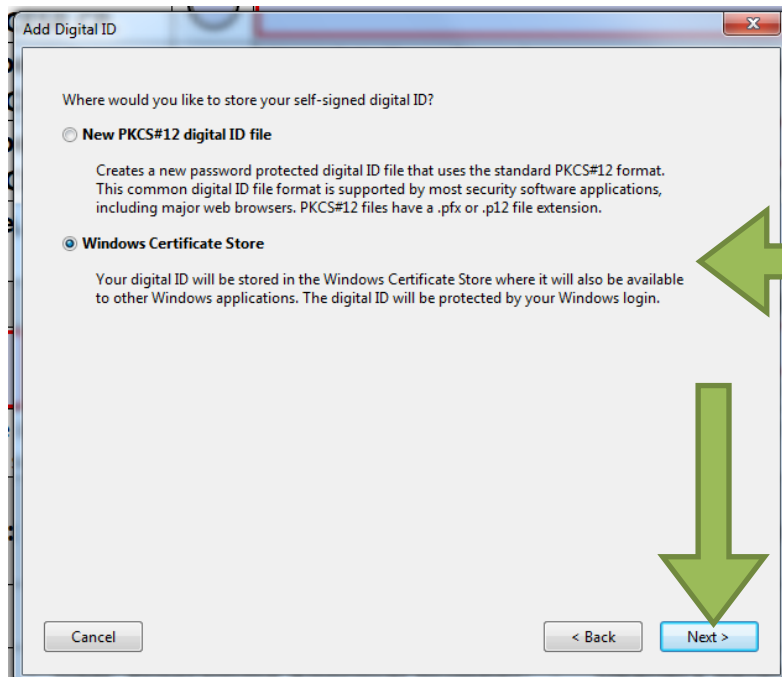 Add Digital ID
Where would you like to store your self-signed digital ID?
New PKCS#12 digital ID file
Creates a new password protected digital ID file that uses the standard PKCS#12 format.
This common digital ID file format is supported by most security software applications,
including major web browsers. PKCS#12 files have a .pfx or .p12 file extension.
Windows Certificate Store
Your digital ID will be stored in the Windows Certificate Store where it will also be available
to other Windows applications. The digital ID will be protected by your Windows login.
Cancel
< Back
Next >